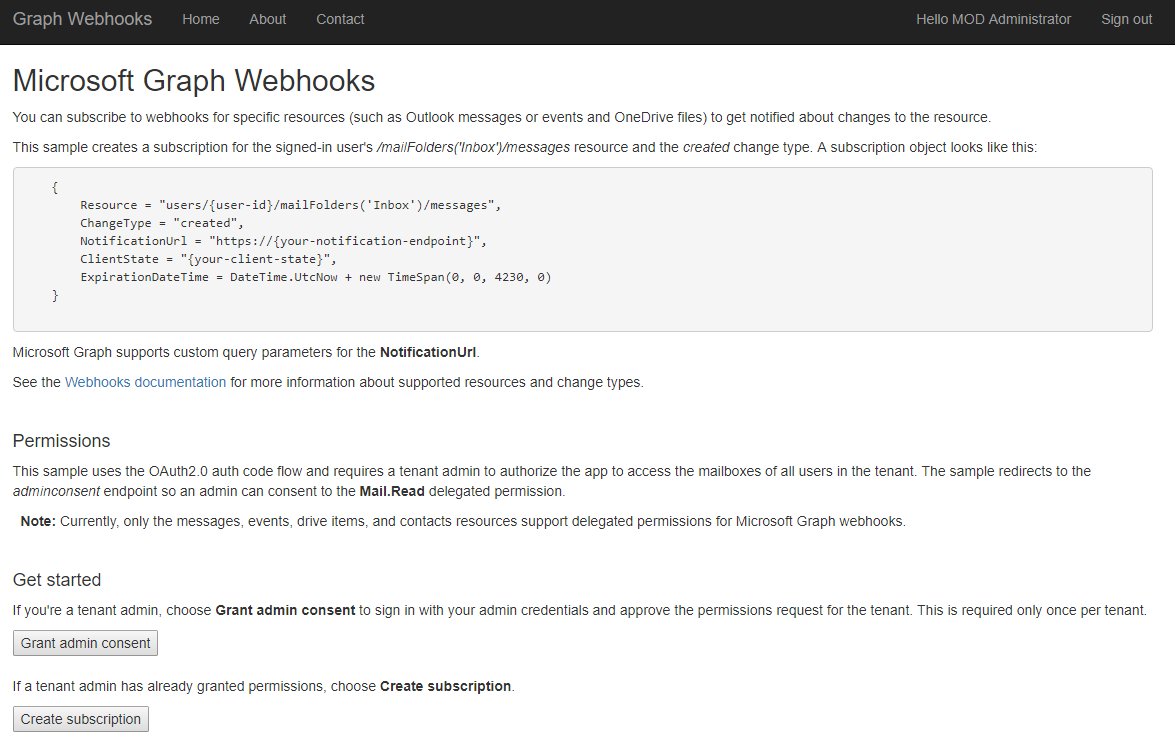 Graph Webhooks Home About Contact Hello MOD Administrator Sign out
Microsoft Graph Webhooks
You can subscribe to webhooks for specific resources (such as Outlook messages or events and OneDrive files) to get notified about changes to the resource.
This sample creates a subscription for the signed-in user's /mailFolders('Inbox')/messages resource and the created change type. A subscription object looks like this:
{
Resource = "users/{user-id}/mailFolders('Inbox')/messages",
ChangeType = "created",
NotificationUrl = "https://{your-notification-endpoint}",
ClientState = "{your-client-state}",
ExpirationDateTime = DateTime.UtcNow + new TimeSpan(0, 0, 4230, 0)
}
Microsoft Graph supports custom query parameters for the NotificationUrl.
See the Webhooks documentation for more information about supported resources and change types.
Permissions
This sample uses the OAuth2.0 auth code flow and requires a tenant admin to authorize the app to access the mailboxes of all users in the tenant. The sample redirects to the
adminconsent endpoint so an admin can consent to the Mail.Read delegated permission.
Note: Currently, only the messages, events, drive items, and contacts resources support delegated permissions for Microsoft Graph webhooks.
Get started
If you're a tenant admin, choose Grant admin consent to sign in with your admin credentials and approve the permissions request for the tenant. This is required only once per tenant.
Grant admin consent
If a tenant admin has already granted permissions, choose Create subscription.
Create subscription